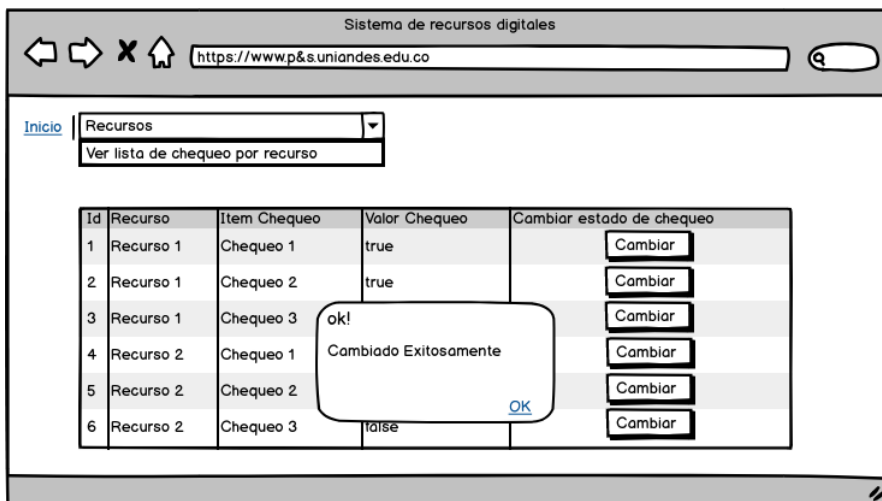 Sistema de recursos digitales
https://www.p&s.uniandes.edu.co
Inicio | Recursos
Ver lista de chequeo por recurso
Id Recurso Item Chequeo Valor Chequeo Cambiar estado de chequeo
1 Recurso 1 Chequeo 1 true Cambiar
2 Recurso 1 Chequeo 2 true Cambiar
3 Recurso 1 Chequeo 3 Cambiar
ok!
Cambiado Exitosamente
OK
4 Recurso 2 Chequeo 1 Cambiar
5 Recurso 2 Chequeo 2 Cambiar
6 Recurso 2 Chequeo 3 false Cambiar